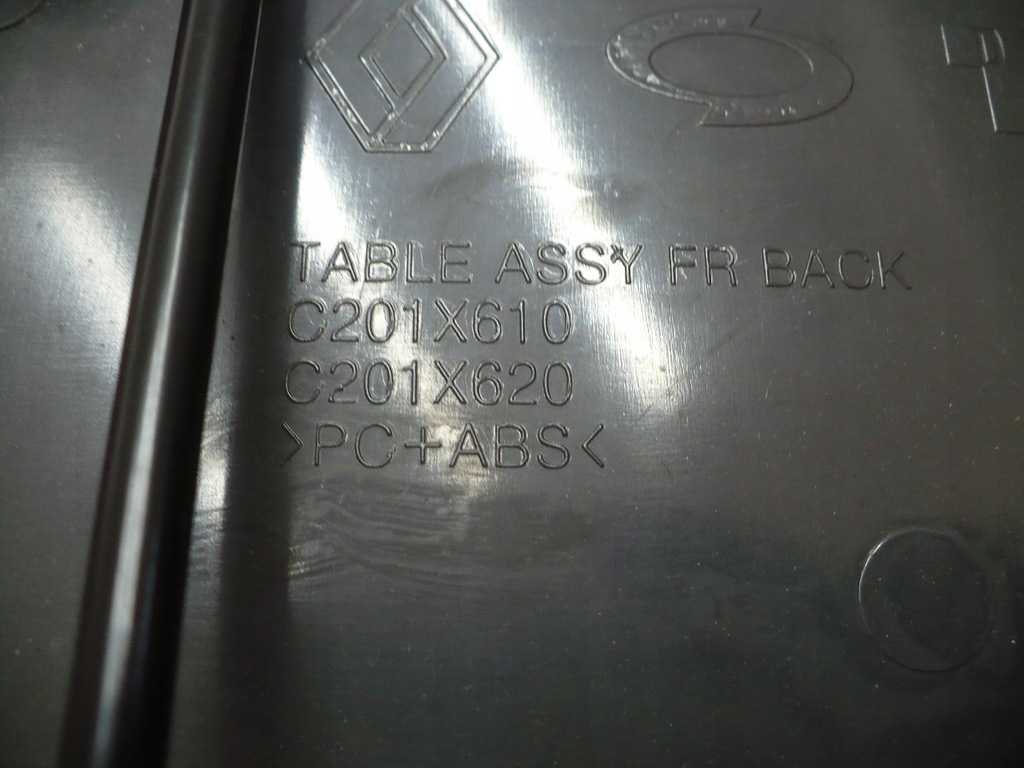 TABLE ASSY FR BACK
C201X610
C201X620
>PC+ABS<